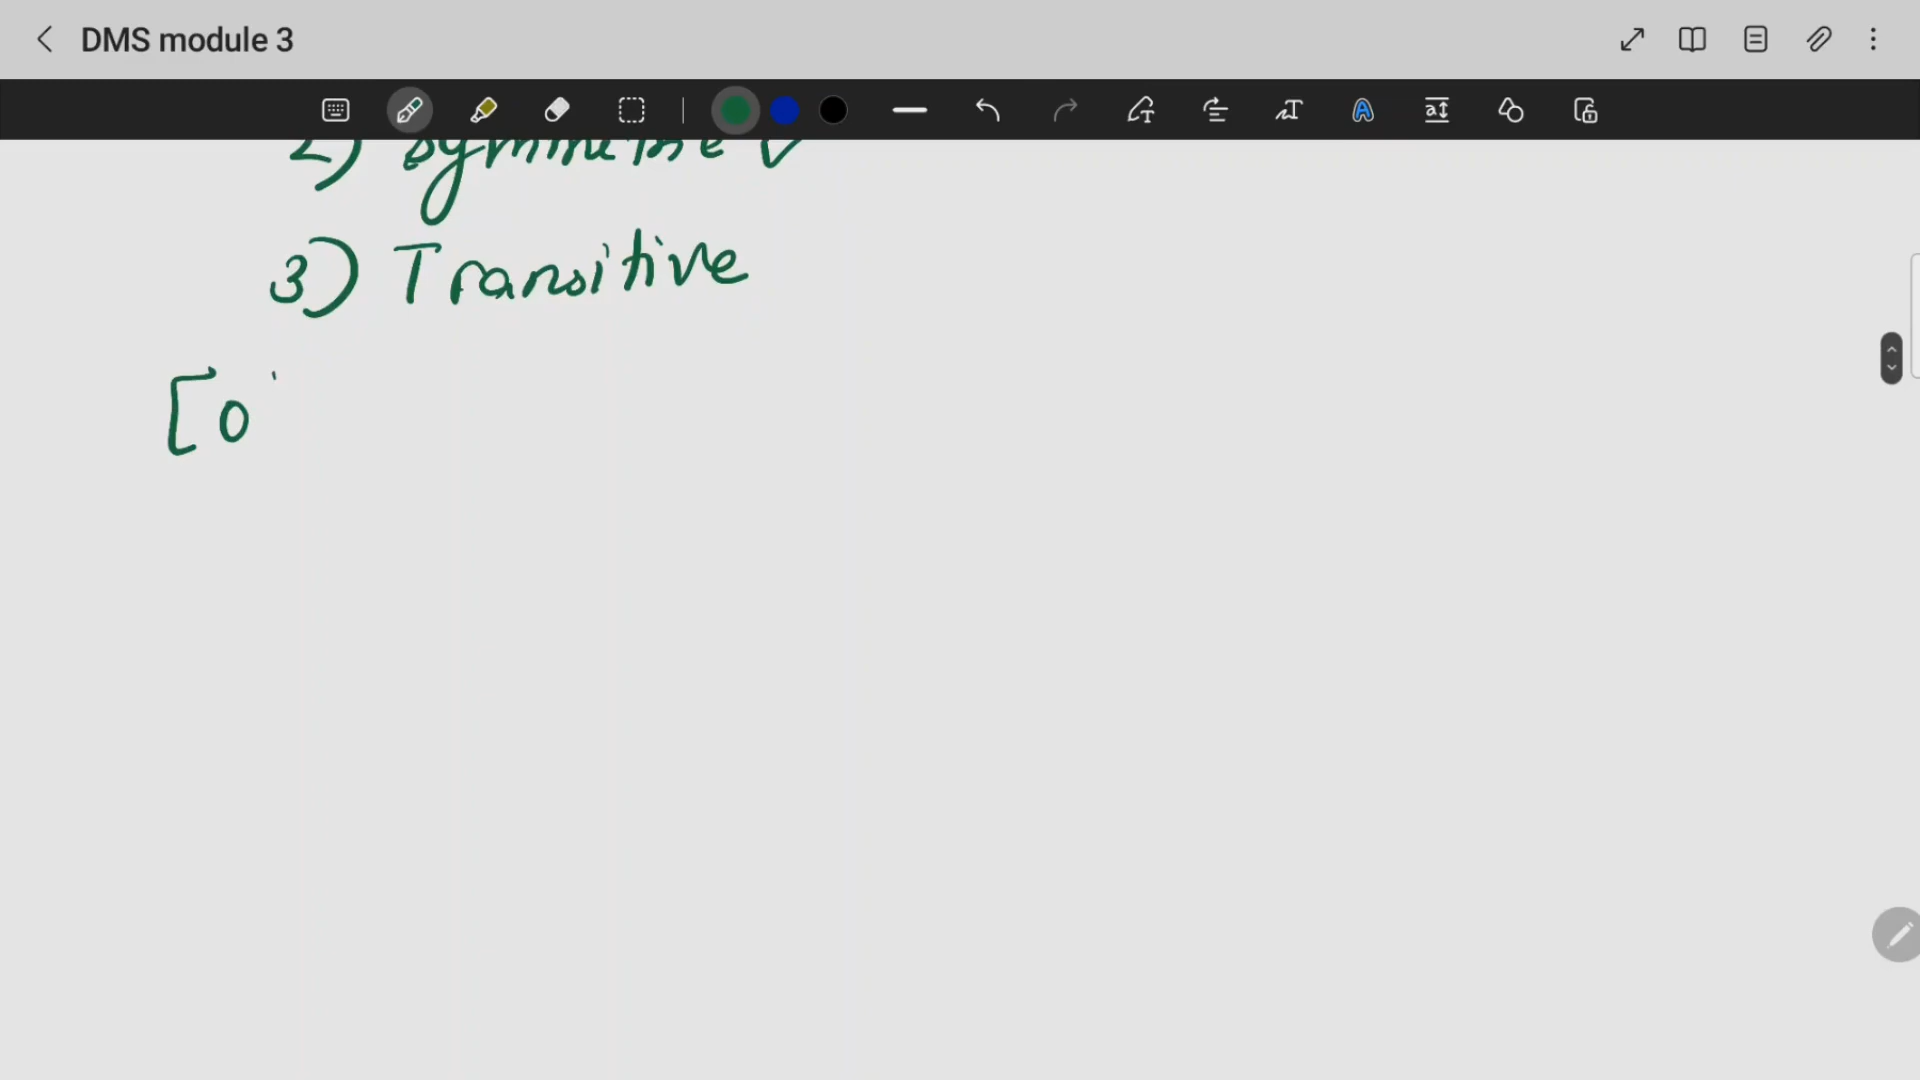 DMS module 3
2) Symmetric ✓
3) Transitive
[0